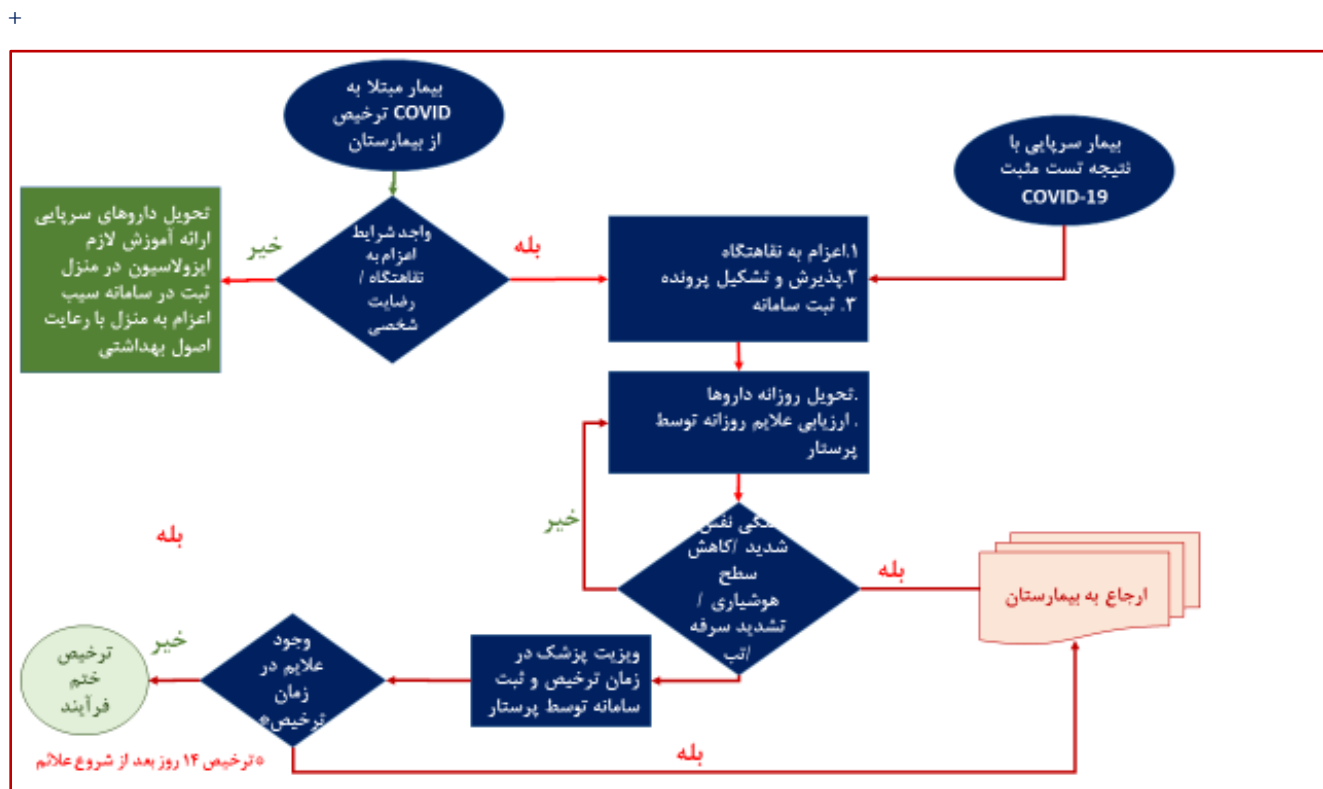 +
بیمار مبتلا به
COVID ترخیص
از بیمارستان
بیمار سرپایی با
نتیجه تست مثبت
COVID-19
واجد شرایط
اعزام به
نقاهتگاه /
رضایت
شخصی
بله
خیر
تحویل داروهای سرپایی
ارائه آموزش لازم
ایزولاسیون در منزل
ثبت در سامانه سیب
اعزام به منزل با رعایت
اصول بهداشتی
۱.اعزام به نقاهتگاه
۲.پذیرش و تشکیل پرونده
۳. ثبت سامانه
.تحویل روزانه داروها
. ارزیابی علایم روزانه توسط
پرستار
خیر
نفس
شدید /کاهش
سطح
هوشیاری /
تشدید سرفه
/تب
بله
ارجاع به بیمارستان
بله
ویزیت پزشک در
زمان ترخیص و ثبت
سامانه توسط پرستار
وجود
علایم در
زمان
ترخیص*
خیر
ترخیص
ختم
فرآیند
بله
*ترخیص ۱۴ روز بعد از شروع علائم